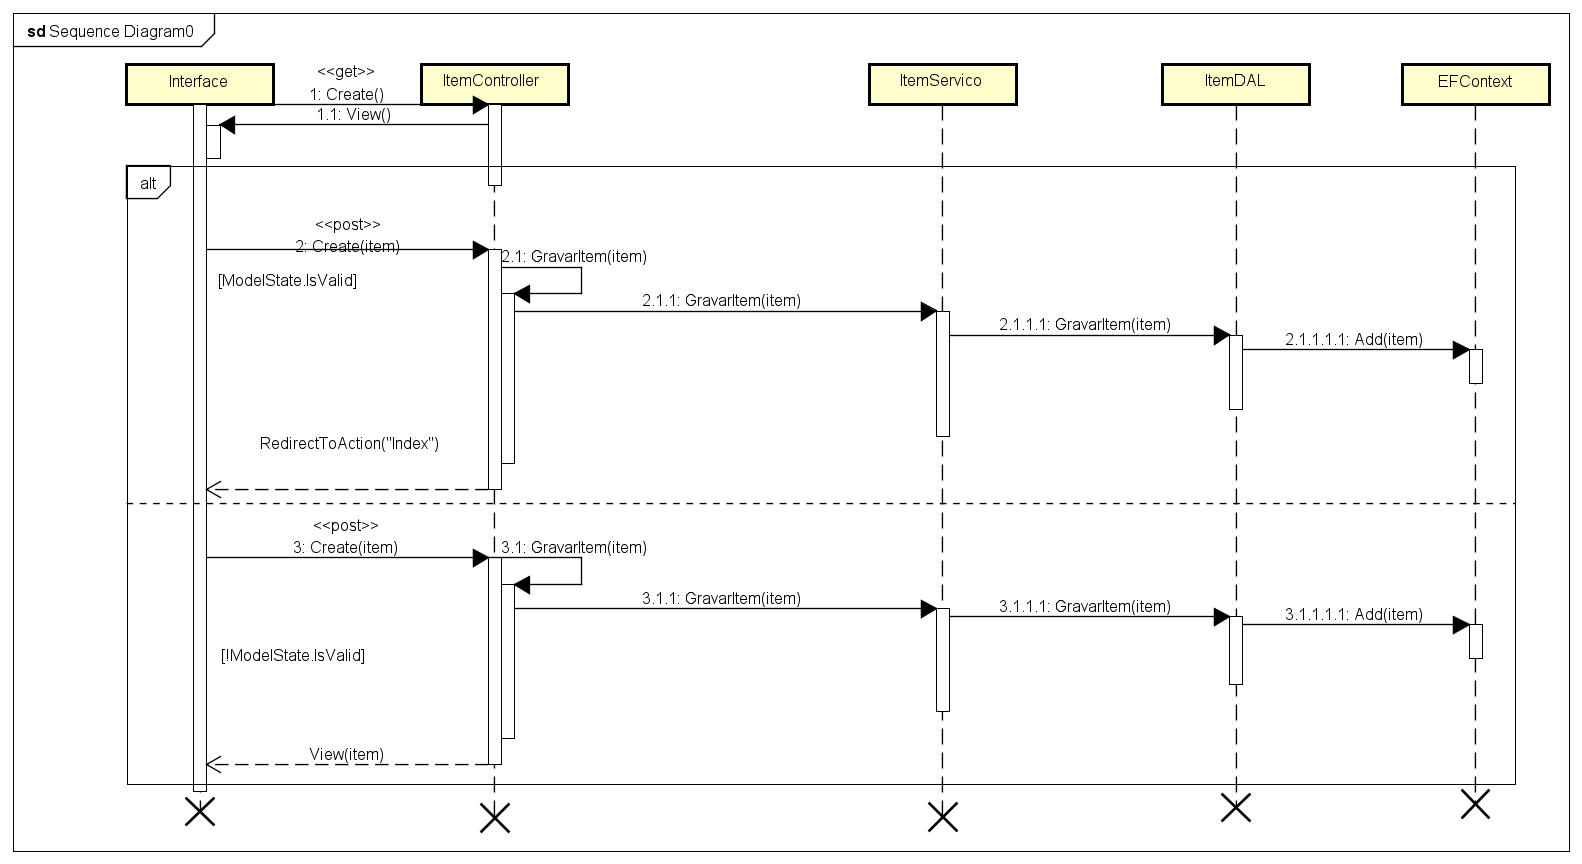 sd Sequence Diagram0
Interface
<<get>>
ItemController
ItemServico
ItemDAL
EFContext
1: Create()
1.1: View()
alt
<<post>>
2: Create(item)
2.1: GravarItem(item)
[ModelState.IsValid]
2.1.1: GravarItem(item)
2.1.1.1: GravarItem(item)
2.1.1.1.1: Add(item)
RedirectToAction("Index")
<<post>>
3: Create(item)
3.1: GravarItem(item)
3.1.1: GravarItem(item)
3.1.1.1: GravarItem(item)
3.1.1.1.1: Add(item)
[!ModelState.IsValid]
View(item)